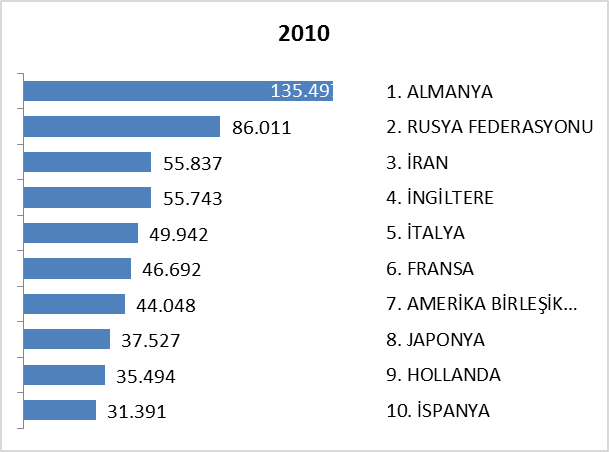 2010
135.497 1. ALMANYA
86.011 2. RUSYA FEDERASYONU
55.837 3. İRAN
55.743 4. İNGİLTERE
49.942 5. İTALYA
46.692 6. FRANSA
44.048 7. AMERİKA BİRLEŞİK...
37.527 8. JAPONYA
35.494 9. HOLLANDA
31.391 10. İSPANYA